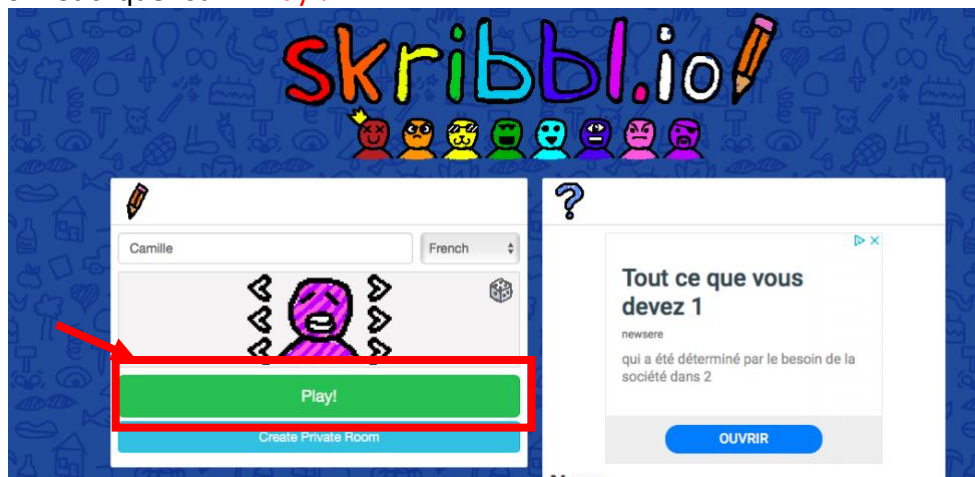 skribbl.io
Camille
French
Play!
Create Private Room
Tout ce que vous
devez 1
newsere
qui a été déterminé par le besoin de la
société dans 2
OUVRIR